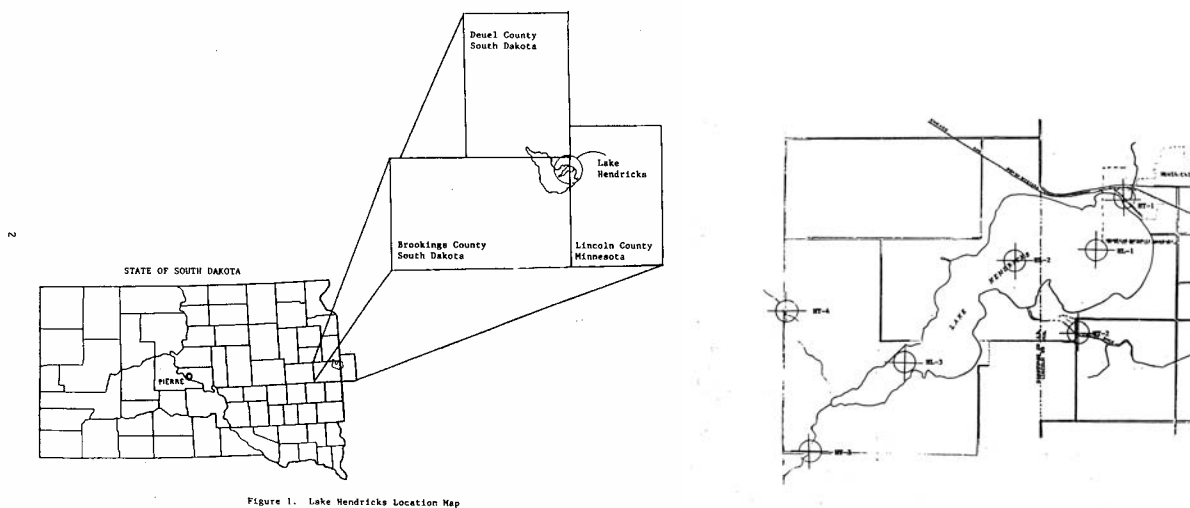 Deuel County
South Dakota
Lake
Hendricks
Brookings County
South Dakota
Lincoln County
Minnesota
2
STATE OF SOUTH DAKOTA
PIERRE
Figure 1. Lake Hendricks Location Map
HT-1
HL-1
HL-2
HENDRICKS
LAKE
HT-4
HT-2
HL-3
HT-3